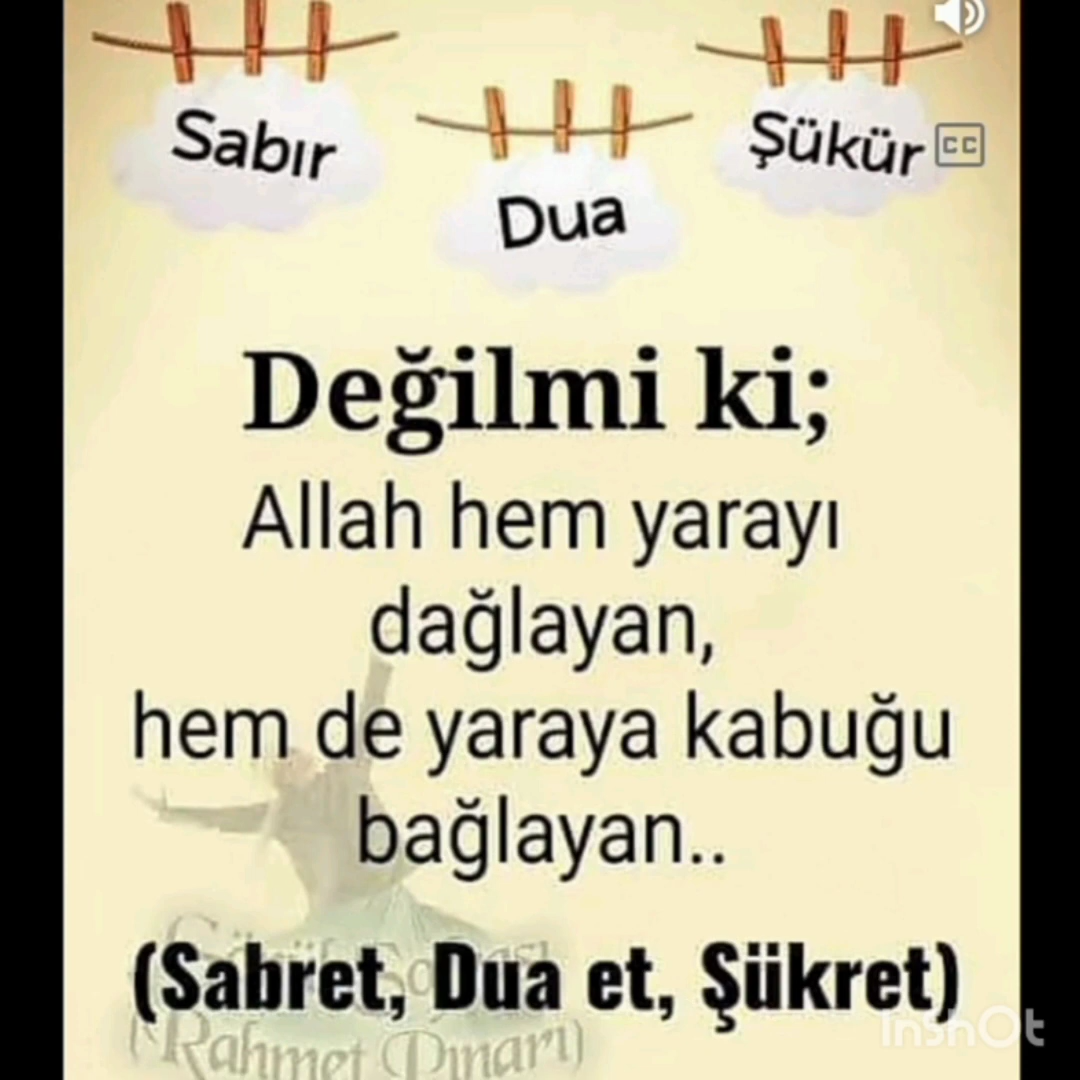 Sabır
Dua
Şükür
CC
Değilmi ki;
Allah hem yarayı
dağlayan,
hem de yaraya kabuğu
bağlayan..
(Sabret, Dua et, Şükret)
InShOt
(Rahmet Pınarı)